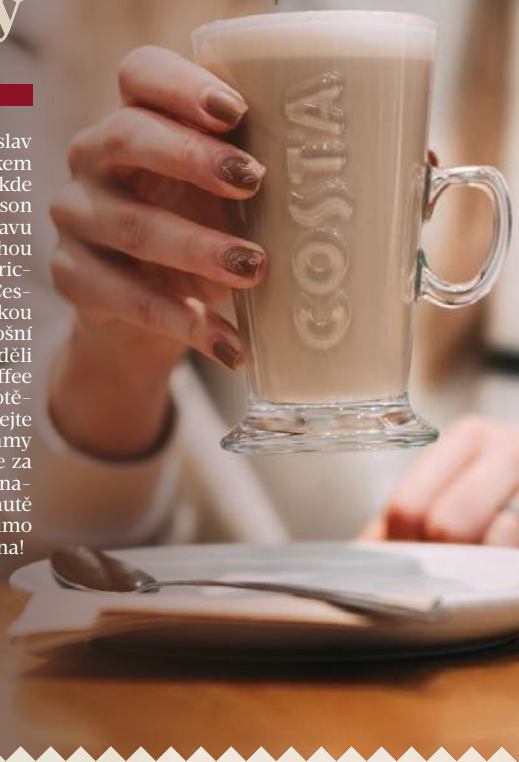 y
slav
kem
kde
son
avu
hou
ric-
Čes-
kou
ošní
děli
ffee
otě-
ejte
amy
e za
na-
nutě
ímo
na!
COSTA